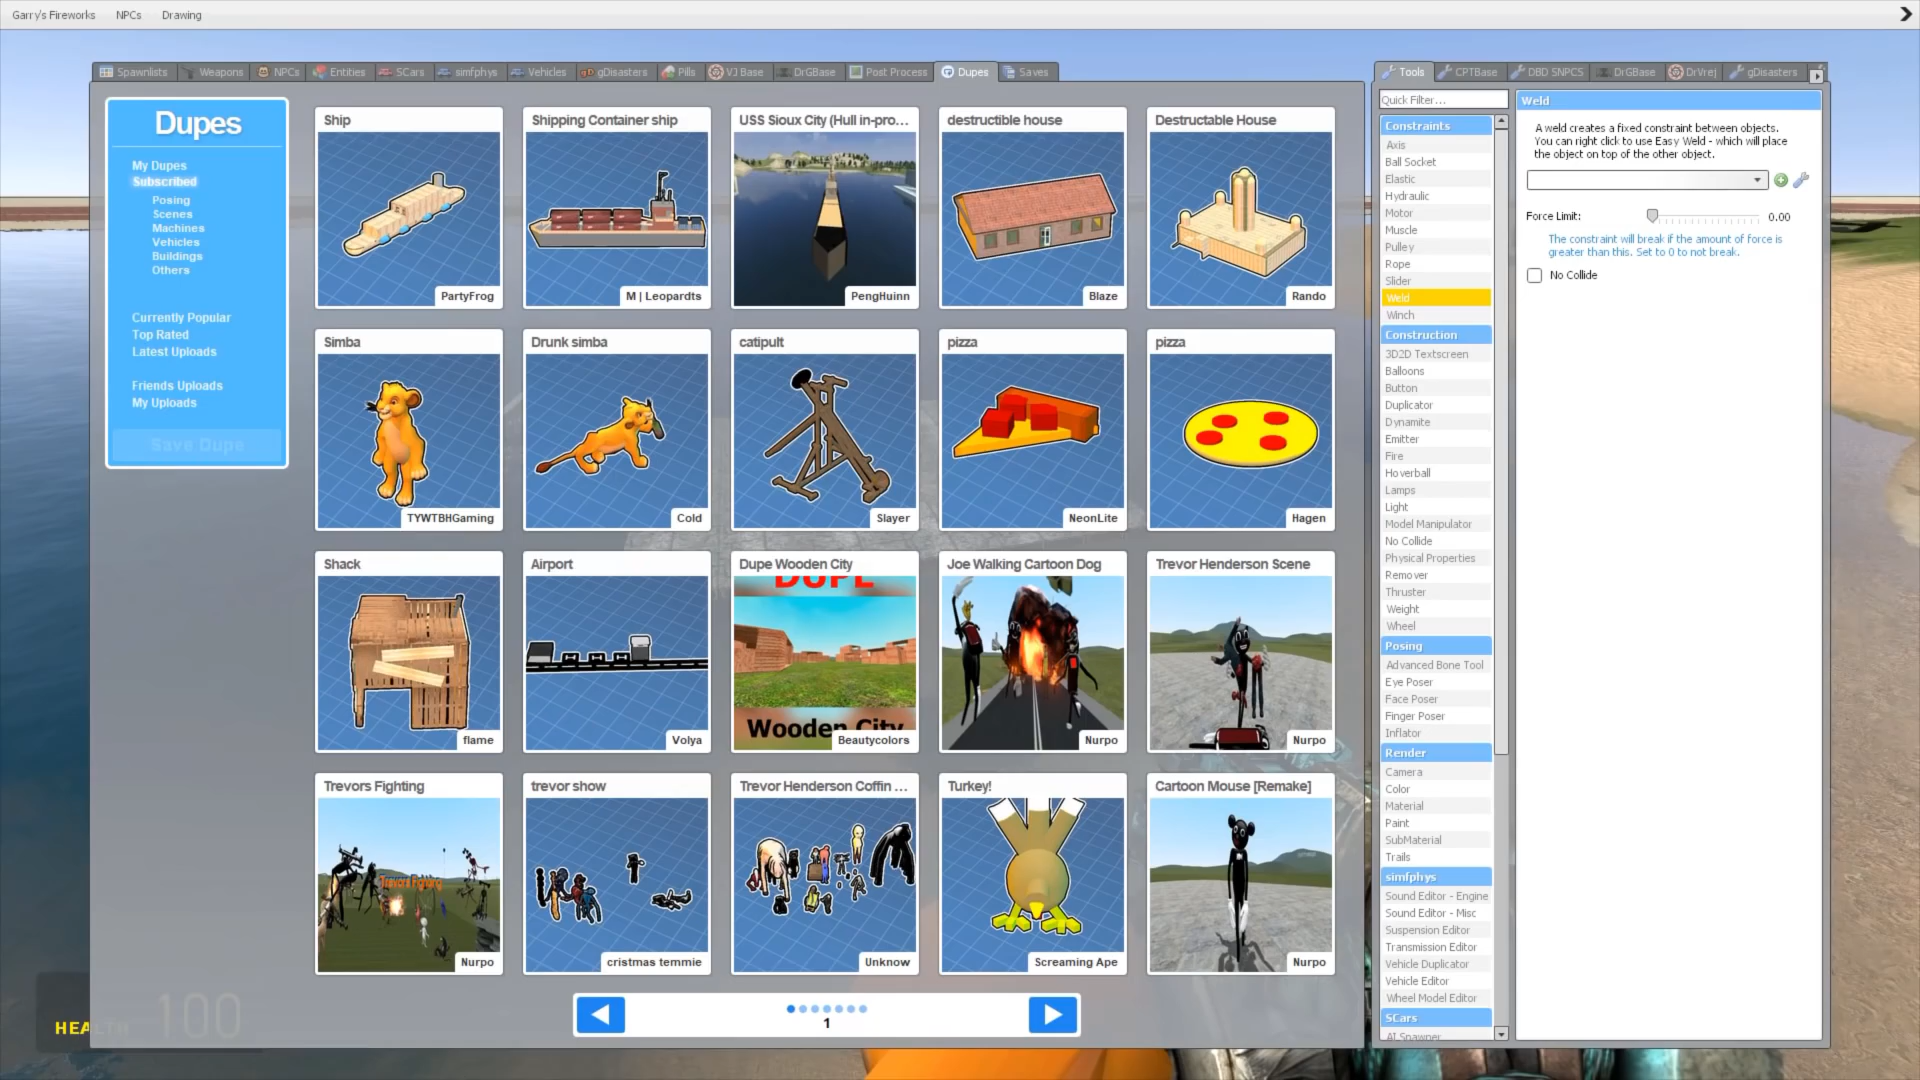 Garry's Fireworks NPCs Drawing
Spawnlists Weapons NPCs Entities SCars simfphys Vehicles gDisasters Pills VJ Base DrGBase Post Process Dupes Saves
Dupes
My Dupes
Subscribed
Posing
Scenes
Machines
Vehicles
Buildings
Others
Currently Popular
Top Rated
Latest Uploads
Friends Uploads
My Uploads
Save Dupe
Ship
PartyFrog
Shipping Container ship
M | Leopardts
USS Sioux City (Hull in-pro...
PengHuinn
destructible house
Blaze
Destructable House
Rando
Simba
TYWTBHGaming
Drunk simba
Cold
catipult
Slayer
pizza
NeonLite
pizza
Hagen
Shack
flame
Airport
Volya
Dupe Wooden City
DUPE
Wooden City
Beautycolors
Joe Walking Cartoon Dog
Nurpo
Trevor Henderson Scene
Nurpo
Trevors Fighting
Trevors Fighting
Nurpo
trevor show
cristmas temmie
Trevor Henderson Coffin ...
Unknow
Turkey!
Screaming Ape
Cartoon Mouse [Remake]
Nurpo
1
HEALTH 100
Tools CPTBase DBD SNPCS DrGBase DrVrej gDisasters
Quick Filter...
Constraints
Axis
Ball Socket
Elastic
Hydraulic
Motor
Muscle
Pulley
Rope
Slider
Weld
Winch
Construction
3D2D Textscreen
Balloons
Button
Duplicator
Dynamite
Emitter
Fire
Hoverball
Lamps
Light
Model Manipulator
No Collide
Physical Properties
Remover
Thruster
Weight
Wheel
Posing
Advanced Bone Tool
Eye Poser
Face Poser
Finger Poser
Inflator
Render
Camera
Color
Material
Paint
SubMaterial
Trails
simfphys
Sound Editor - Engine
Sound Editor - Misc
Suspension Editor
Transmission Editor
Vehicle Duplicator
Vehicle Editor
Wheel Model Editor
SCars
AI Spawner
Weld
A weld creates a fixed constraint between objects.
You can right click to use Easy Weld - which will place
the object on top of the other object.
Force Limit: 0.00
The constraint will break if the amount of force is
greater than this. Set to 0 to not break.
No Collide